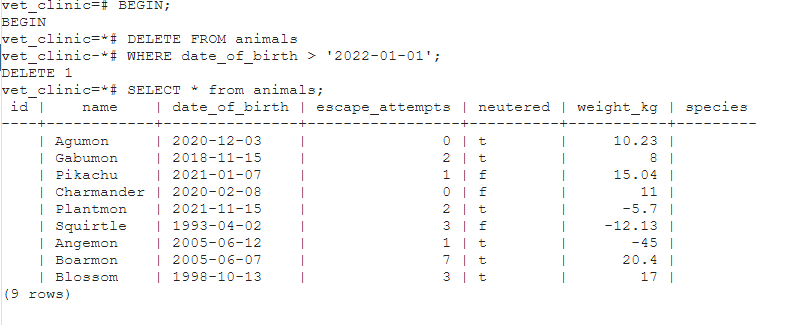 vet_clinic=# BEGIN;
BEGIN
vet_clinic=*# DELETE FROM animals
vet_clinic-*# WHERE date_of_birth > '2022-01-01';
DELETE 1
vet_clinic=*# SELECT * from animals;
 id |    name    | date_of_birth | escape_attempts | neutered | weight_kg | species
----+------------+---------------+-----------------+----------+-----------+---------
    | Agumon     | 2020-12-03    |               0 | t        |     10.23 |
    | Gabumon    | 2018-11-15    |               2 | t        |         8 |
    | Pikachu    | 2021-01-07    |               1 | f        |     15.04 |
    | Charmander | 2020-02-08    |               0 | f        |        11 |
    | Plantmon   | 2021-11-15    |               2 | t        |      -5.7 |
    | Squirtle   | 1993-04-02    |               3 | f        |    -12.13 |
    | Angemon    | 2005-06-12    |               1 | t        |       -45 |
    | Boarmon    | 2005-06-07    |               7 | t        |      20.4 |
    | Blossom    | 1998-10-13    |               3 | t        |        17 |
(9 rows)